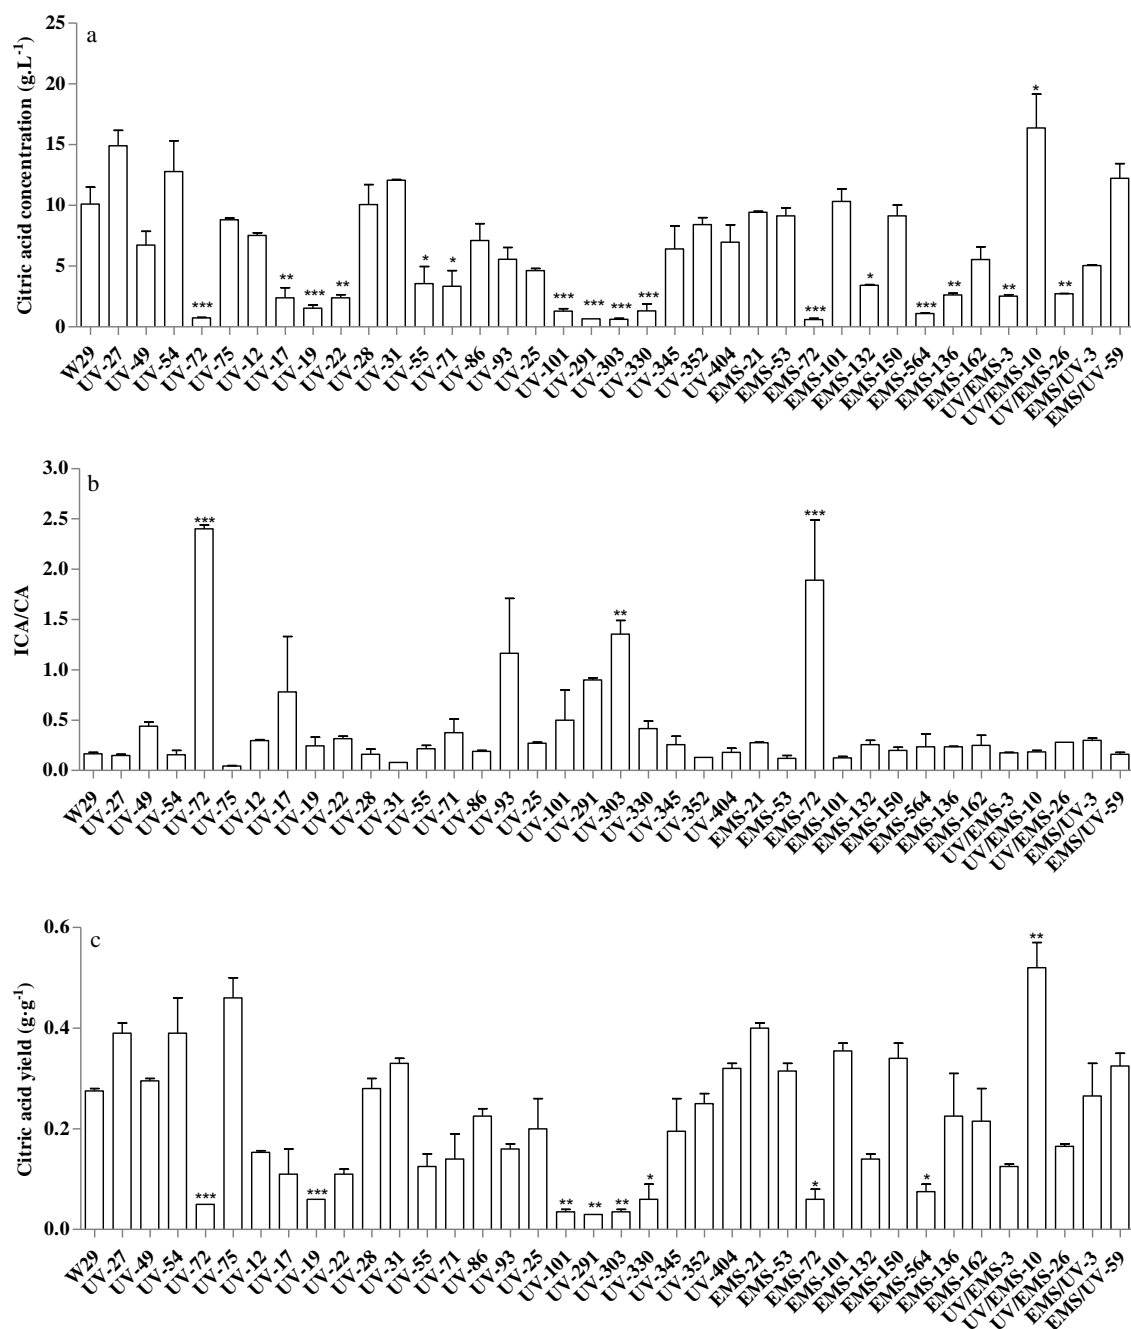 a
Citric acid concentration (g.L-1)
25
20
15
10
5
0
*** ** *** ** * * *** *** *** *** *** * *** ** ** * **
W29 UV-27 UV-49 UV-54 UV-72 UV-75 UV-12 UV-17 UV-19 UV-22 UV-28 UV-31 UV-55 UV-71 UV-86 UV-93 UV-25 UV-101 UV-291 UV-303 UV-330 UV-345 UV-352 UV-404 EMS-21 EMS-53 EMS-72 EMS-101 EMS-132 EMS-150 EMS-564 EMS-136 EMS-162 UV/EMS-3 UV/EMS-10 UV/EMS-26 EMS/UV-3 EMS/UV-59
b
ICA/CA
3.0
2.5
2.0
1.5
1.0
0.5
0.0
*** ** ***
W29 UV-27 UV-49 UV-54 UV-72 UV-75 UV-12 UV-17 UV-19 UV-22 UV-28 UV-31 UV-55 UV-71 UV-86 UV-93 UV-25 UV-101 UV-291 UV-303 UV-330 UV-345 UV-352 UV-404 EMS-21 EMS-53 EMS-72 EMS-101 EMS-132 EMS-150 EMS-564 EMS-136 EMS-162 UV/EMS-3 UV/EMS-10 UV/EMS-26 EMS/UV-3 EMS/UV-59
c
Citric acid yield (g·g-1)
0.6
0.4
0.2
0.0
*** *** ** ** ** * * * **
W29 UV-27 UV-49 UV-54 UV-72 UV-75 UV-12 UV-17 UV-19 UV-22 UV-28 UV-31 UV-55 UV-71 UV-86 UV-93 UV-25 UV-101 UV-291 UV-303 UV-330 UV-345 UV-352 UV-404 EMS-21 EMS-53 EMS-72 EMS-101 EMS-132 EMS-150 EMS-564 EMS-136 EMS-162 UV/EMS-3 UV/EMS-10 UV/EMS-26 EMS/UV-3 EMS/UV-59